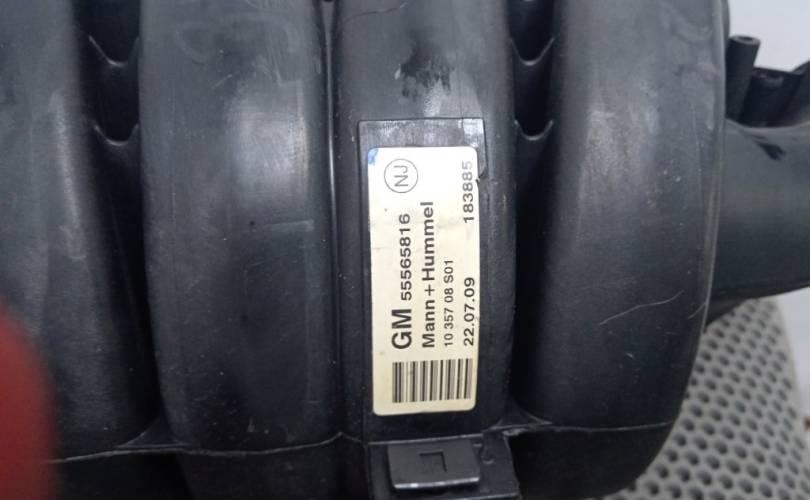 NJ
GM 55565816
Mann+Hummel
10 357 08 S01
22.07.09 183885